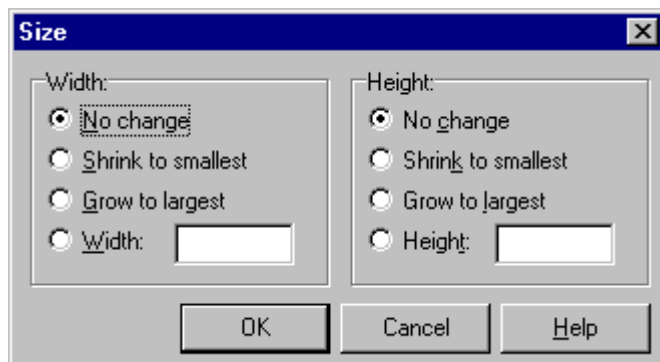 Size
Width:
No change
Shrink to smallest
Grow to largest
Width:
Height:
No change
Shrink to smallest
Grow to largest
Height:
OK
Cancel
Help